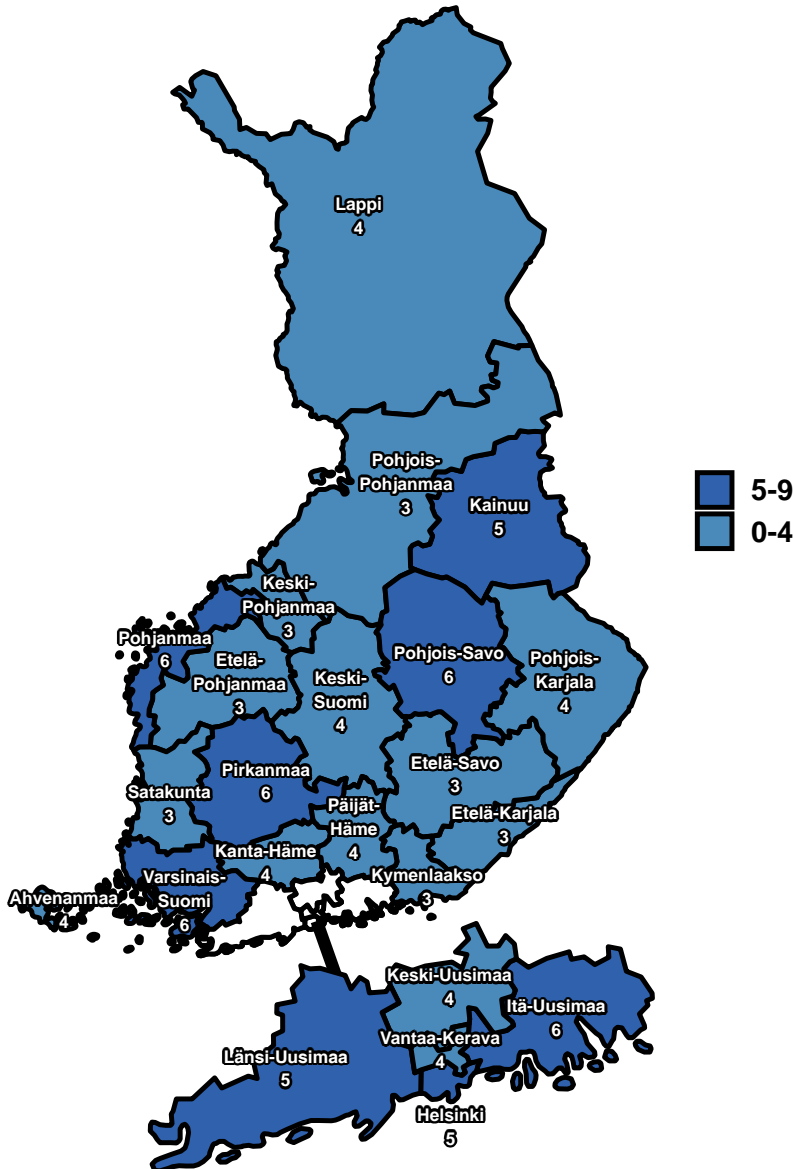 Lappi
4
Pohjois-
Pohjanmaa
3
Kainuu
5
5-9
0-4
Keski-
Pohjanmaa
3
Pohjanmaa
6
Etelä-
Pohjanmaa
3
Keski-
Suomi
4
Pohjois-Savo
6
Pohjois-
Karjala
4
Satakunta
3
Pirkanmaa
6
Etelä-Savo
3
Päijät-
Häme
4
Etelä-Karjala
3
Kanta-Häme
4
Kymenlaakso
3
Ahvenanmaa
4
Varsinais-
Suomi
6
Keski-Uusimaa
4
Itä-Uusimaa
6
Vantaa-Kerava
4
Länsi-Uusimaa
5
Helsinki
5